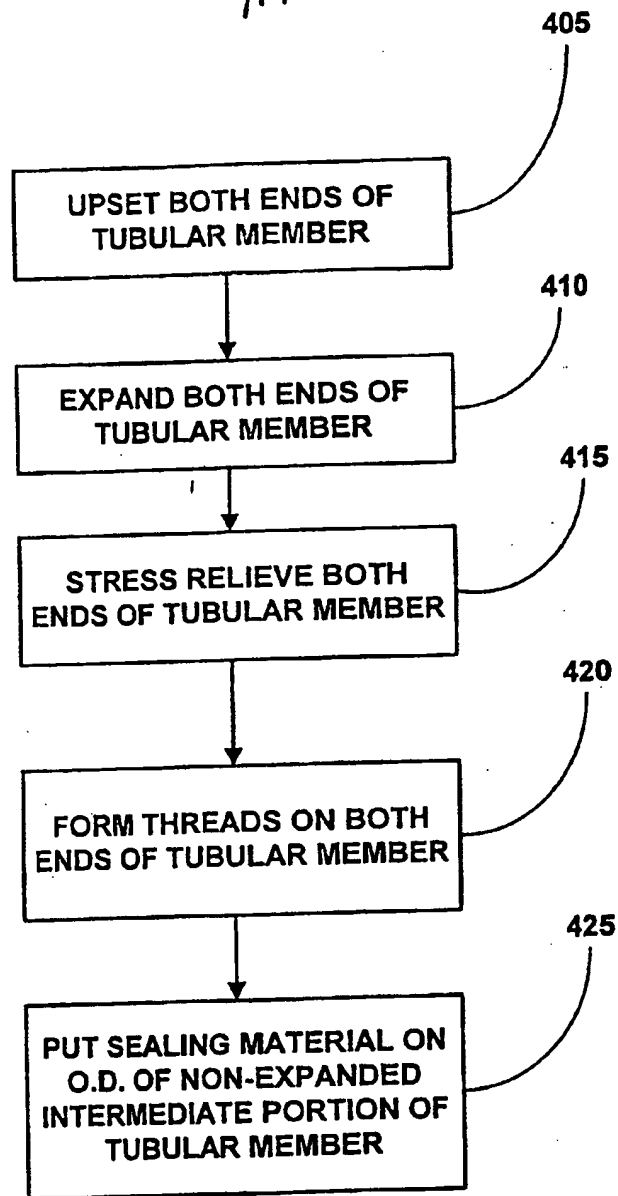 405
UPSET BOTH ENDS OF
TUBULAR MEMBER
410
EXPAND BOTH ENDS OF
TUBULAR MEMBER
415
STRESS RELIEVE BOTH
ENDS OF TUBULAR MEMBER
420
FORM THREADS ON BOTH
ENDS OF TUBULAR MEMBER
425
PUT SEALING MATERIAL ON
O.D. OF NON-EXPANDED
INTERMEDIATE PORTION OF
TUBULAR MEMBER